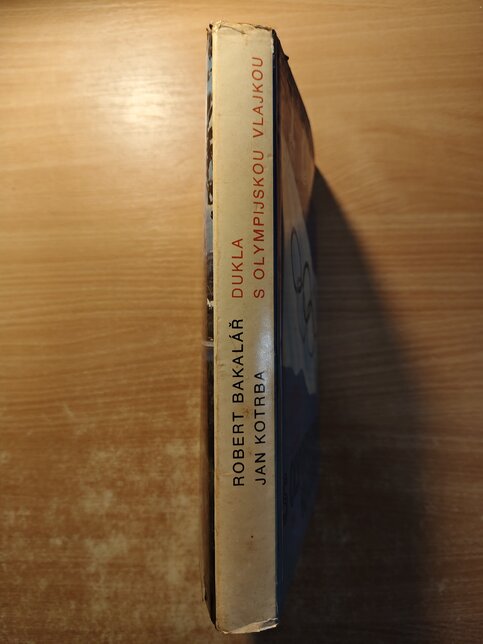 ROBERT BAKALÁŘ DUKLA
JAN KOTRBA S OLYMPIJSKOU VLAJKOU